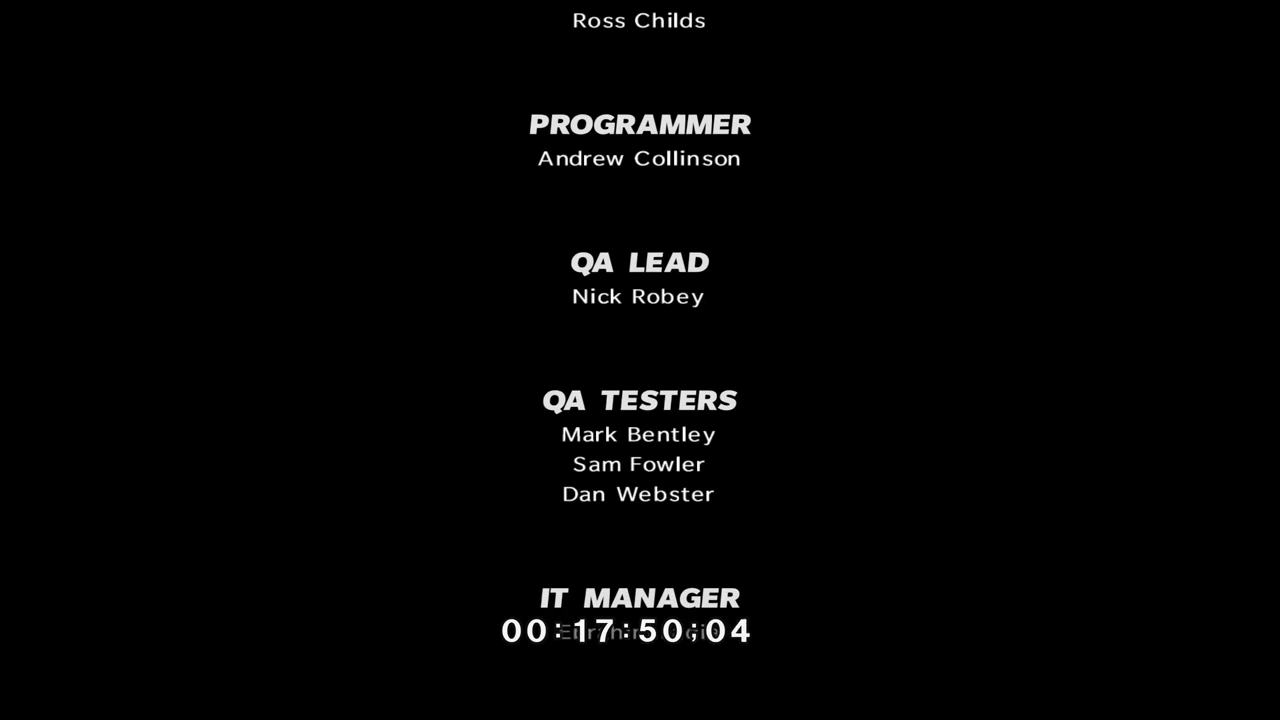 Ross Childs
PROGRAMMER
Andrew Collinson
QA LEAD
Nick Robey
QA TESTERS
Mark Bentley
Sam Fowler
Dan Webster
IT MANAGER
00:17:50;04